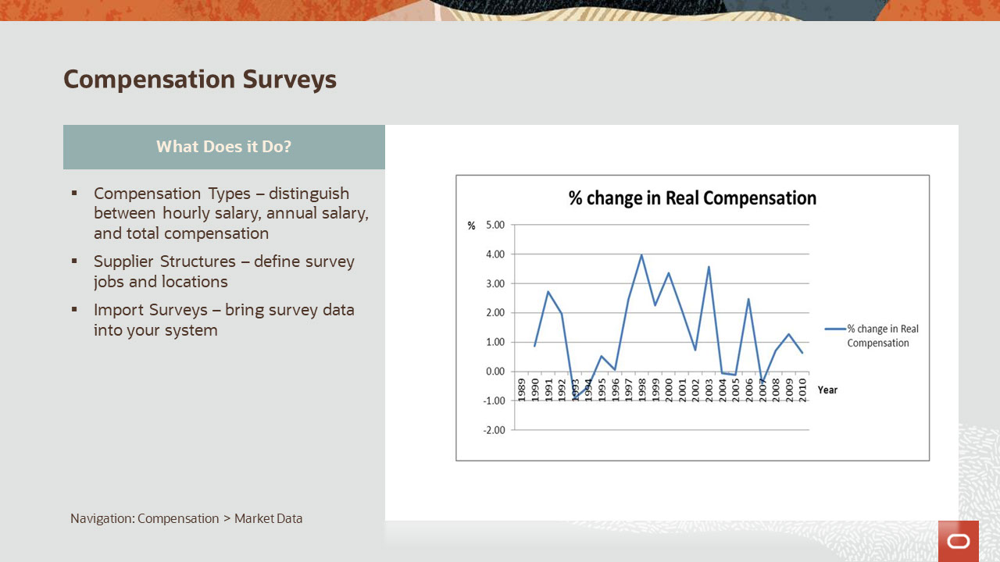 Compensation Surveys
What Does it Do?
▪ Compensation Types – distinguish
between hourly salary, annual salary,
and total compensation
▪ Supplier Structures – define survey
jobs and locations
▪ Import Surveys – bring survey data
into your system
Navigation: Compensation > Market Data
% change in Real Compensation
%
5.00
4.00
3.00
2.00
1.00
0.00
-1.00
-2.00
1989
1990
1991
1992
1993
1994
1995
1996
1997
1998
1999
2000
2001
2002
2003
2004
2005
2006
2007
2008
2009
2010
Year
% change in Real
Compensation